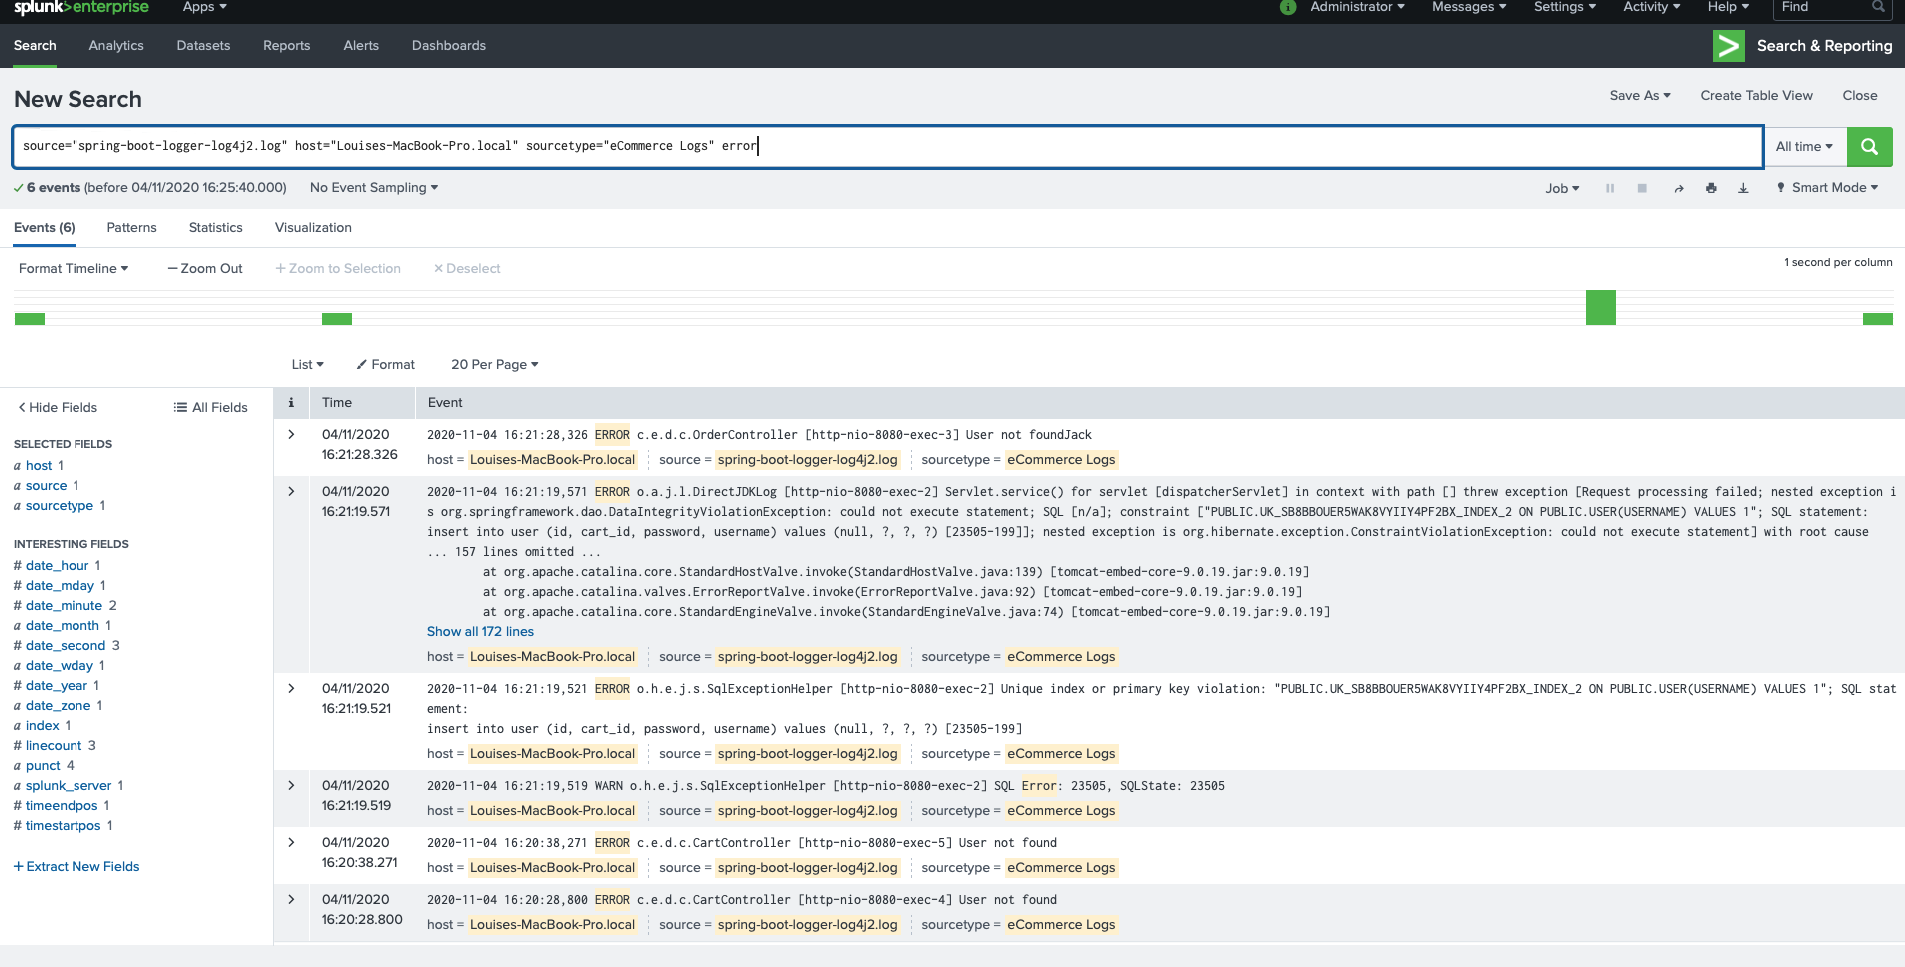 splunk>enterprise Apps Administrator Messages Settings Activity Help Find
Search Analytics Datasets Reports Alerts Dashboards Search & Reporting
New Search Save As Create Table View Close
source='spring-boot-logger-log4j2.log" host="Louises-MacBook-Pro.local" sourcetype="eCommerce Logs" error All time
✓ 6 events (before 04/11/2020 16:25:40.000) No Event Sampling Job Smart Mode
Events (6) Patterns Statistics Visualization
Format Timeline — Zoom Out + Zoom to Selection × Deselect 1 second per column
List Format 20 Per Page
< Hide Fields All Fields
SELECTED FIELDS
a host 1
a source 1
a sourcetype 1
INTERESTING FIELDS
# date_hour 1
# date_mday 1
# date_minute 2
a date_month 1
# date_second 3
a date_wday 1
# date_year 1
a date_zone 1
a index 1
# linecount 3
a punct 4
a splunk_server 1
# timeendpos 1
# timestartpos 1
+ Extract New Fields
i Time Event
04/11/2020 16:21:28.326
2020-11-04 16:21:28,326 ERROR c.e.d.c.OrderController [http-nio-8080-exec-3] User not foundJack
host = Louises-MacBook-Pro.local source = spring-boot-logger-log4j2.log sourcetype = eCommerce Logs
04/11/2020 16:21:19.571
2020-11-04 16:21:19,571 ERROR o.a.j.l.DirectJDKLog [http-nio-8080-exec-2] Servlet.service() for servlet [dispatcherServlet] in context with path [] threw exception [Request processing failed; nested exception i
s org.springframework.dao.DataIntegrityViolationException: could not execute statement; SQL [n/a]; constraint ["PUBLIC.UK_SB8BBOUER5WAK8VYIIY4PF2BX_INDEX_2 ON PUBLIC.USER(USERNAME) VALUES 1"; SQL statement:
insert into user (id, cart_id, password, username) values (null, ?, ?, ?) [23505-199]]; nested exception is org.hibernate.exception.ConstraintViolationException: could not execute statement] with root cause
... 157 lines omitted ...
at org.apache.catalina.core.StandardHostValve.invoke(StandardHostValve.java:139) [tomcat-embed-core-9.0.19.jar:9.0.19]
at org.apache.catalina.valves.ErrorReportValve.invoke(ErrorReportValve.java:92) [tomcat-embed-core-9.0.19.jar:9.0.19]
at org.apache.catalina.core.StandardEngineValve.invoke(StandardEngineValve.java:74) [tomcat-embed-core-9.0.19.jar:9.0.19]
Show all 172 lines
host = Louises-MacBook-Pro.local source = spring-boot-logger-log4j2.log sourcetype = eCommerce Logs
04/11/2020 16:21:19.521
2020-11-04 16:21:19,521 ERROR o.h.e.j.s.SqlExceptionHelper [http-nio-8080-exec-2] Unique index or primary key violation: "PUBLIC.UK_SB8BBOUER5WAK8VYIIY4PF2BX_INDEX_2 ON PUBLIC.USER(USERNAME) VALUES 1"; SQL stat
ement:
insert into user (id, cart_id, password, username) values (null, ?, ?, ?) [23505-199]
host = Louises-MacBook-Pro.local source = spring-boot-logger-log4j2.log sourcetype = eCommerce Logs
04/11/2020 16:21:19.519
2020-11-04 16:21:19,519 WARN o.h.e.j.s.SqlExceptionHelper [http-nio-8080-exec-2] SQL Error: 23505, SQLState: 23505
host = Louises-MacBook-Pro.local source = spring-boot-logger-log4j2.log sourcetype = eCommerce Logs
04/11/2020 16:20:38.271
2020-11-04 16:20:38,271 ERROR c.e.d.c.CartController [http-nio-8080-exec-5] User not found
host = Louises-MacBook-Pro.local source = spring-boot-logger-log4j2.log sourcetype = eCommerce Logs
04/11/2020 16:20:28.800
2020-11-04 16:20:28,800 ERROR c.e.d.c.CartController [http-nio-8080-exec-4] User not found
host = Louises-MacBook-Pro.local source = spring-boot-logger-log4j2.log sourcetype = eCommerce Logs